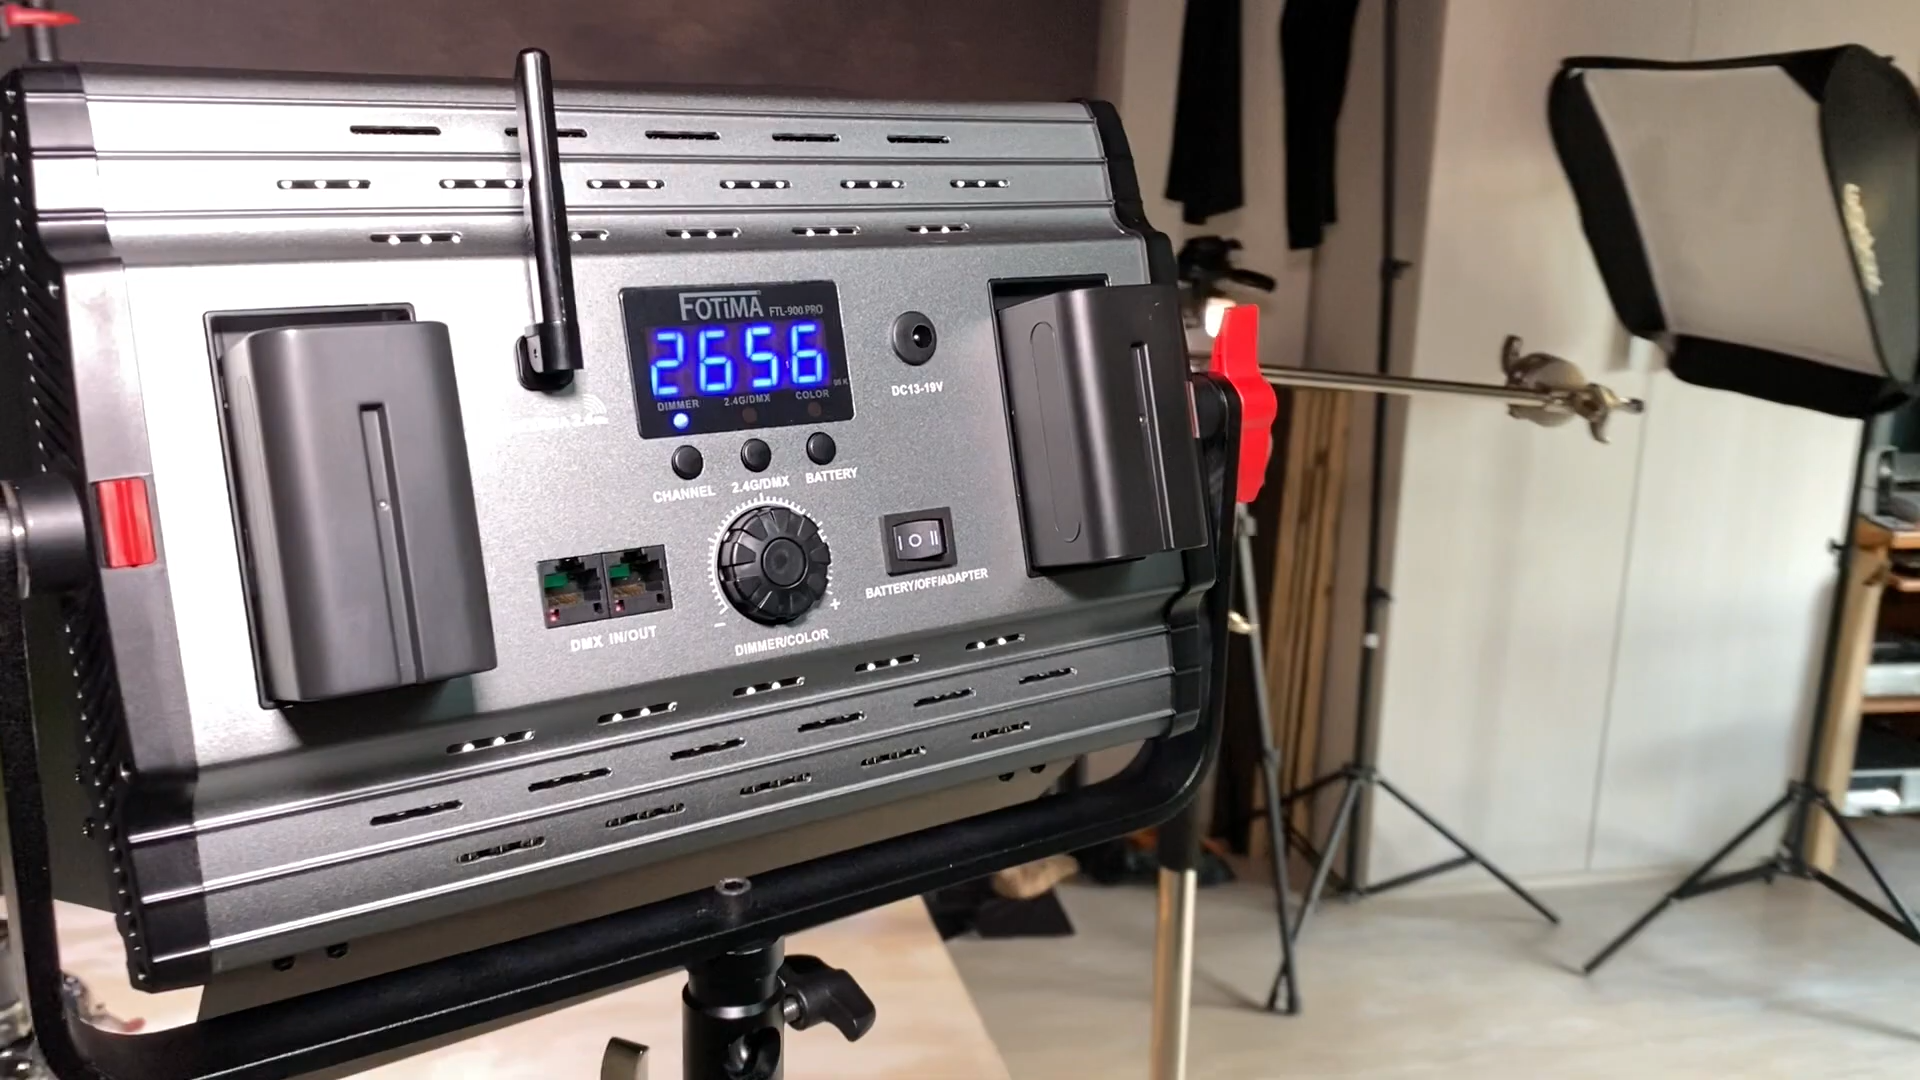 FOTiMA
FTL-900 PRO
2656
DIMMER 2.4G/DMX COLOR
CHANNEL 2.4G/DMX BATTERY
DC13-19V
I O II
BATTERY/OFF/ADAPTER
DMX IN/OUT
- +
DIMMER/COLOR